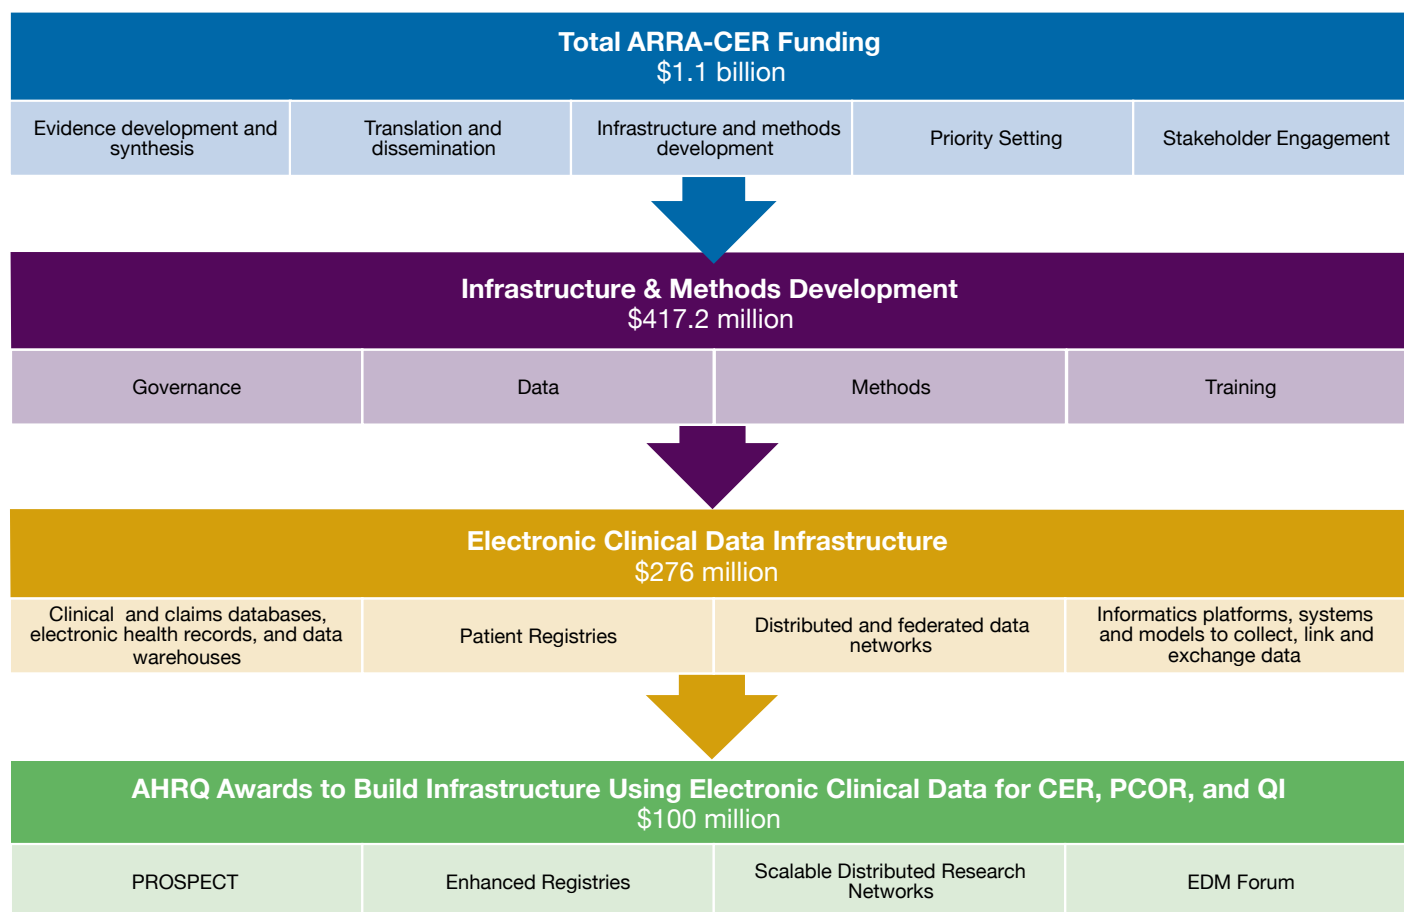 Total ARRA-CER Funding
$1.1 billion
Evidence development and
synthesis
Translation and
dissemination
Infrastructure and methods
development
Priority Setting
Stakeholder Engagement
Infrastructure & Methods Development
$417.2 million
Governance
Data
Methods
Training
Electronic Clinical Data Infrastructure
$276 million
Clinical and claims databases,
electronic health records, and data
warehouses
Patient Registries
Distributed and federated data
networks
Informatics platforms, systems
and models to collect, link and
exchange data
AHRQ Awards to Build Infrastructure Using Electronic Clinical Data for CER, PCOR, and QI
$100 million
PROSPECT
Enhanced Registries
Scalable Distributed Research
Networks
EDM Forum